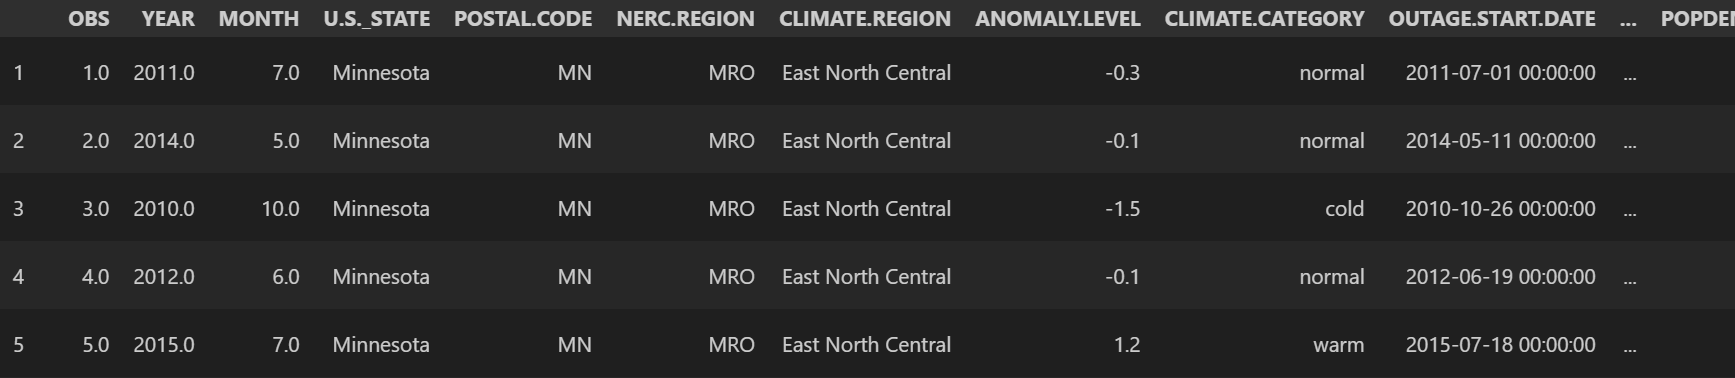 OBS YEAR MONTH U.S._STATE POSTAL.CODE NERC.REGION CLIMATE.REGION ANOMALY.LEVEL CLIMATE.CATEGORY OUTAGE.START.DATE ...
1 1.0 2011.0 7.0 Minnesota MN MRO East North Central -0.3 normal 2011-07-01 00:00:00 ...
2 2.0 2014.0 5.0 Minnesota MN MRO East North Central -0.1 normal 2014-05-11 00:00:00 ...
3 3.0 2010.0 10.0 Minnesota MN MRO East North Central -1.5 cold 2010-10-26 00:00:00 ...
4 4.0 2012.0 6.0 Minnesota MN MRO East North Central -0.1 normal 2012-06-19 00:00:00 ...
5 5.0 2015.0 7.0 Minnesota MN MRO East North Central 1.2 warm 2015-07-18 00:00:00 ...